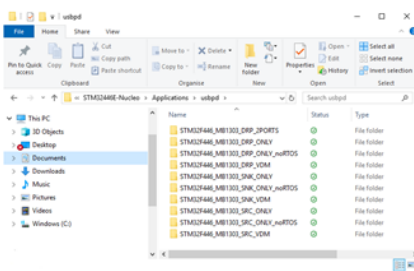 usbpd
File Home Share View
Pin to Quick access
Copy
Paste
Cut
Copy path
Paste shortcut
Move to
Copy to
Delete
Rename
New folder
Properties
Open
Edit
History
Select all
Select none
Invert selection
Clipboard Organise New Open Select
« STM32446E-Nucleo > Applications > usbpd
Search usbpd
Name Status Type
This PC
3D Objects
Desktop
Documents
Downloads
Music
Pictures
Videos
Windows (C:)
STM32F446_MB1303_DRP_2PORTS File folder
STM32F446_MB1303_DRP_ONLY File folder
STM32F446_MB1303_DRP_ONLY_noRTOS File folder
STM32F446_MB1303_DRP_VDM File folder
STM32F446_MB1303_SNK_ONLY File folder
STM32F446_MB1303_SNK_ONLY_noRTOS File folder
STM32F446_MB1303_SNK_VDM File folder
STM32F446_MB1303_SRC_ONLY File folder
STM32F446_MB1303_SRC_ONLY_noRTOS File folder
STM32F446_MB1303_SRC_VDM File folder